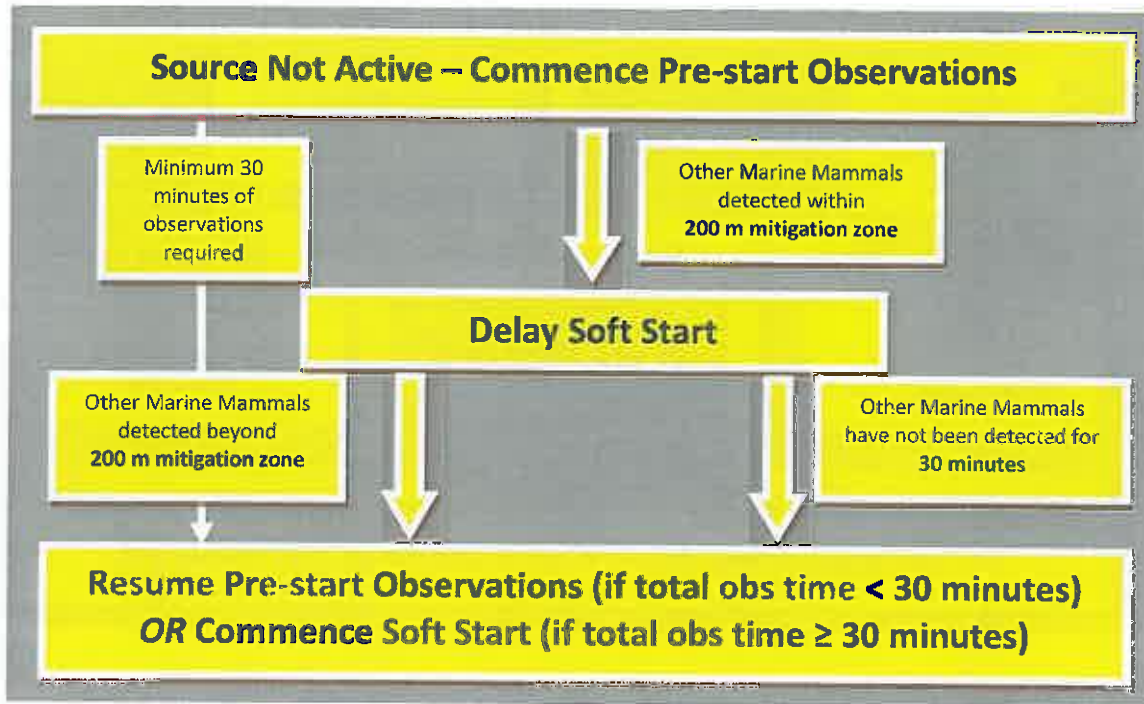 Source Not Active – Commence Pre-start Observations
Minimum 30
minutes of
observations
required
Other Marine Mammals
detected within
200 m mitigation zone
Delay Soft Start
Other Marine Mammals
detected beyond
200 m mitigation zone
Other Marine Mammals
have not been detected for
30 minutes
Resume Pre-start Observations (if total obs time < 30 minutes)
OR Commence Soft Start (if total obs time ≥ 30 minutes)